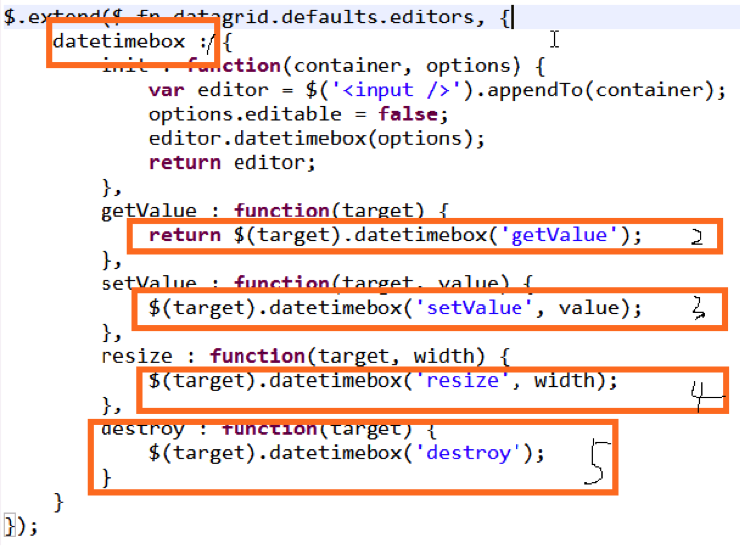 $.extend($.fn.datagrid.defaults.editors, {
datetimebox : {
init : function(container, options) {
var editor = $('<input />').appendTo(container);
options.editable = false;
editor.datetimebox(options);
return editor;
},
getValue : function(target) {
return $(target).datetimebox('getValue'); 2
},
setValue : function(target, value) {
$(target).datetimebox('setValue', value); 3
},
resize : function(target, width) {
$(target).datetimebox('resize', width); 4
},
destroy : function(target) {
$(target).datetimebox('destroy'); 5
}
}
});